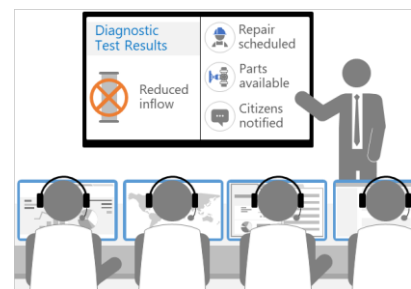 Diagnostic
Test Results
Reduced
inflow
Repair
scheduled
Parts
available
Citizens
notified